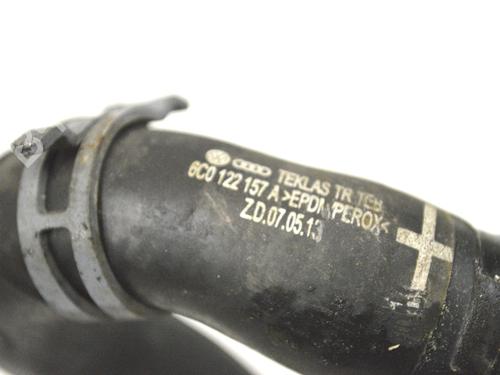 TEKLAS TR TEB
6C0 122 157 A >EPDM/PEROX<
Z.D.07.05.13